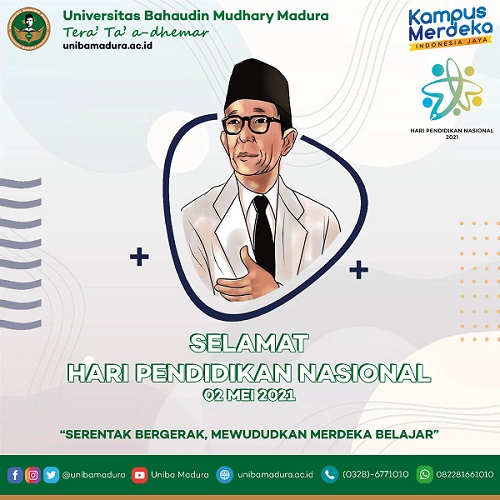 Universitas Bahaudin Mudhary Madura
Tera' Ta' a-dhemar
unibamadura.ac.id
Kampus
Merdeka
INDONESIA JAYA
HARI PENDIDIKAN NASIONAL
2021
SELAMAT
HARI PENDIDIKAN NASIONAL
02 MEI 2021
“SERENTAK BERGERAK, MEWUDUDKAN MERDEKA BELAJAR”
@unibamadura Uniba Madura unibamadura.ac.id (0328)-6771010 082281661010